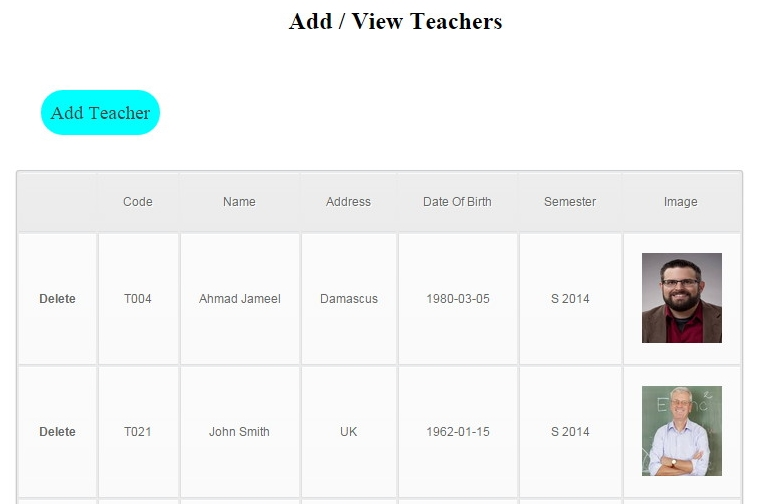 Add / View Teachers
Add Teacher
Code Name Address Date Of Birth Semester Image
Delete T004 Ahmad Jameel Damascus 1980-03-05 S 2014
Delete T021 John Smith UK 1962-01-15 S 2014